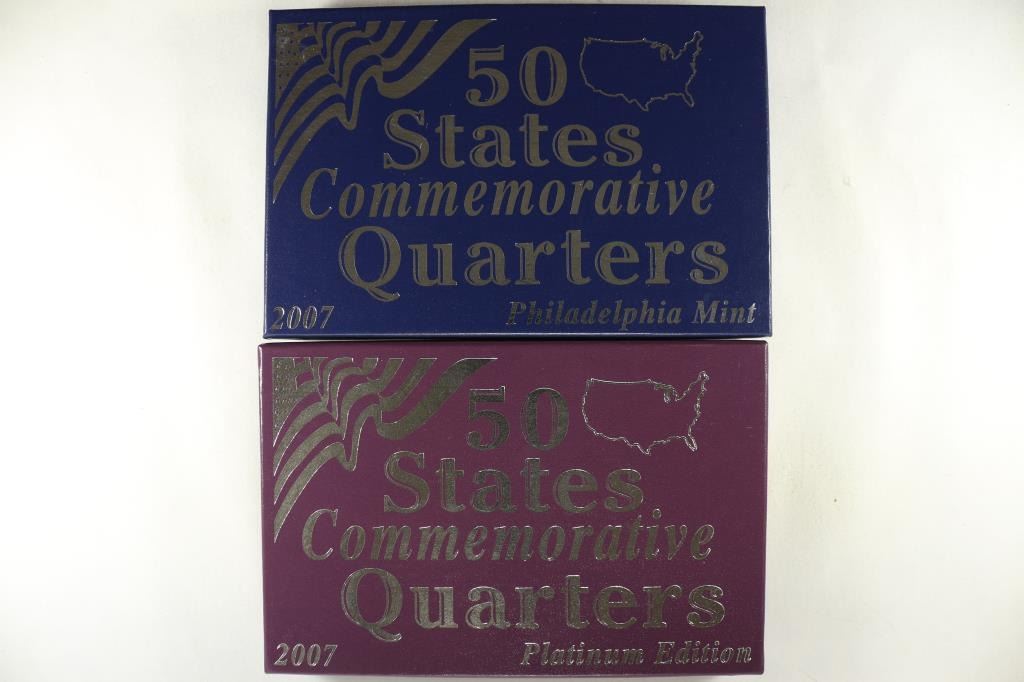 50
States
Commemorative
Quarters
2007 Philadelphia Mint
50
States
Commemorative
Quarters
2007 Platinum Edition